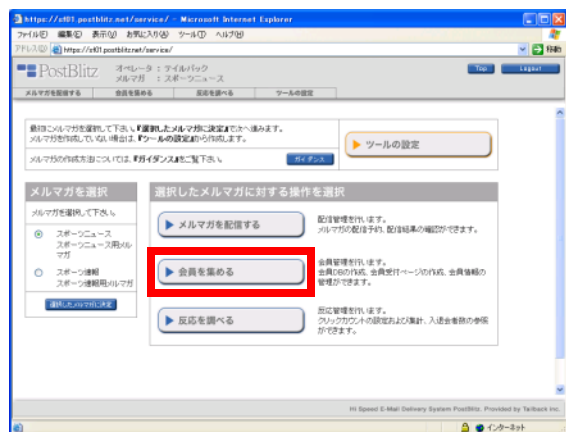 https://st01.postblitz.net/service/ - Microsoft Internet Explorer
ファイル(F) 編集(E) 表示(V) お気に入り(A) ツール(T) ヘルプ(H)
アドレス(D) https://st01.postblitz.net/service/ 移動
PostBlitz オペレータ：テイルバック
メルマガ ：スポーツニュース
Top Logout
メルマガを配信する 会員を集める 反応を調べる ツールの設定
最初にメルマガを選択して下さい。『選択したメルマガに決定』で次へ進みます。
メルマガを作成していない場合は、『ツールの設定』から作成します。
メルマガの作成方法については、『ガイダンス』をご覧下さい。 ガイダンス
ツールの設定
メルマガを選択
メルマガを選択して下さい。
スポーツニュース
スポーツニュース用メルマガ
スポーツ速報
スポーツ速報用メルマガ
選択したメルマガに決定
選択したメルマガに対する操作を選択
メルマガを配信する
配信管理を行います。
メルマガの配信予約、配信結果の確認ができます。
会員を集める
会員管理を行います。
会員DBの作成、会員受付ページの作成、会員情報の
管理ができます。
反応を調べる
反応管理を行います。
クリックカウントの設定および集計、入退会者数の参照
ができます。
Hi Speed E-Mail Delivery System PostBlitz. Provided by Tailback Inc.
インターネット